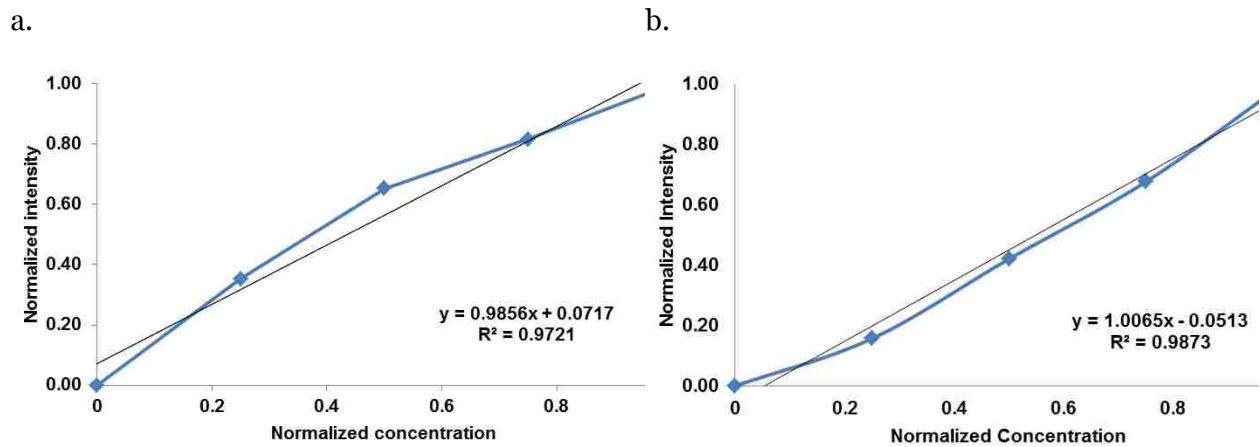 a.
1.00
0.80
0.60
0.40
0.20
0.00
Normalized intensity
0
0.2
0.4
0.6
0.8
Normalized concentration
y = 0.9856x + 0.0717
R² = 0.9721
b.
1.00
0.80
0.60
0.40
0.20
0.00
Normalized Intensity
0
0.2
0.4
0.6
0.8
Normalized Concentration
y = 1.0065x - 0.0513
R² = 0.9873